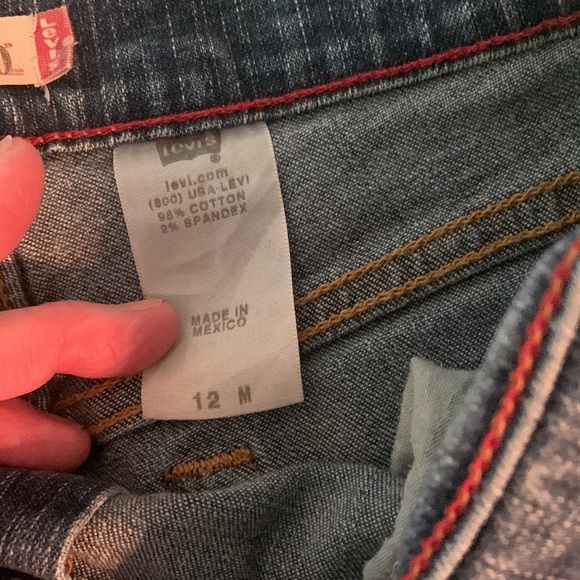 Levi's
®
levi.com
(800) USA-LEVI
98% COTTON
2% SPANDEX
MADE IN
MEXICO
12 M